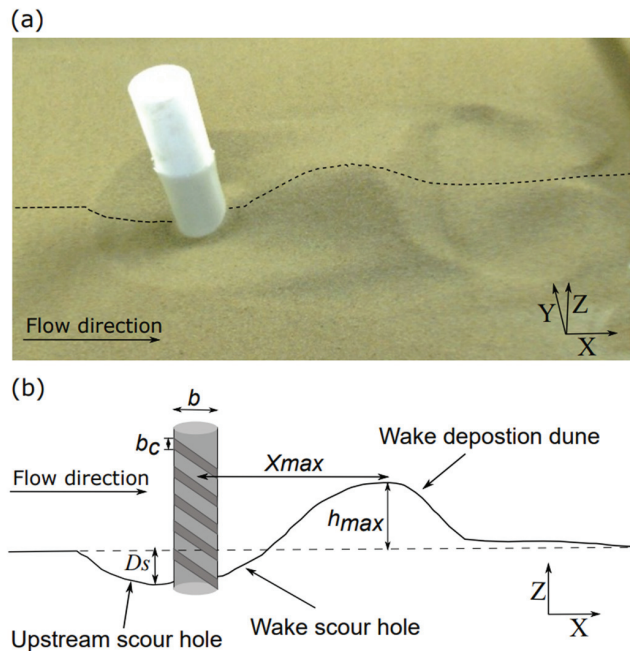 (a)
Flow direction
Y
Z
X
(b)
b
bc
Xmax
Wake depostion dune
Flow direction
hmax
Ds
Z
X
Wake scour hole
Upstream scour hole